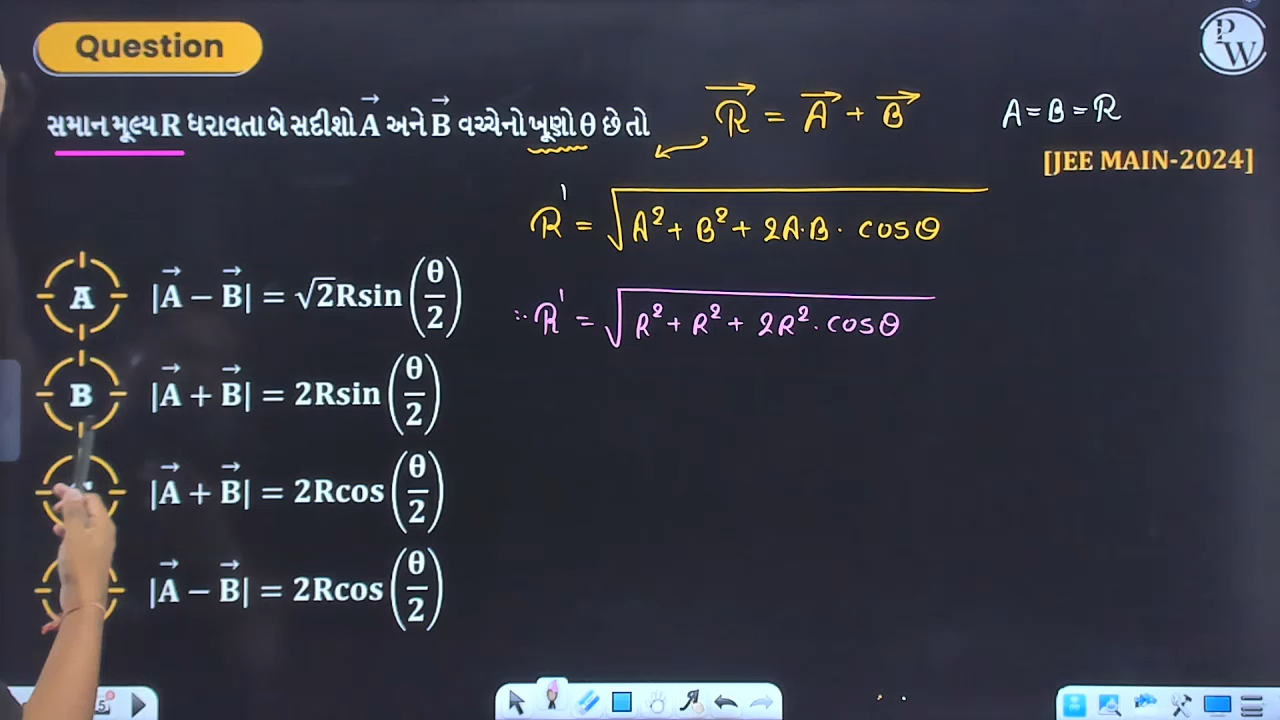 Question
PW
સમાન મૂલ્ય R ધરાવતા બે સદીશો A⃗ અને B⃗ વચ્ચેનો ખૂણો θ છે તો
R⃗ = A⃗ + B⃗
A = B = R
[JEE MAIN-2024]
R' = √(A² + B² + 2A·B· cosθ)
∴ R' = √(R² + R² + 2R²· cosθ)
A |A⃗ − B⃗| = √2Rsin(θ/2)
B |A⃗ + B⃗| = 2Rsin(θ/2)
|A⃗ + B⃗| = 2Rcos(θ/2)
|A⃗ − B⃗| = 2Rcos(θ/2)